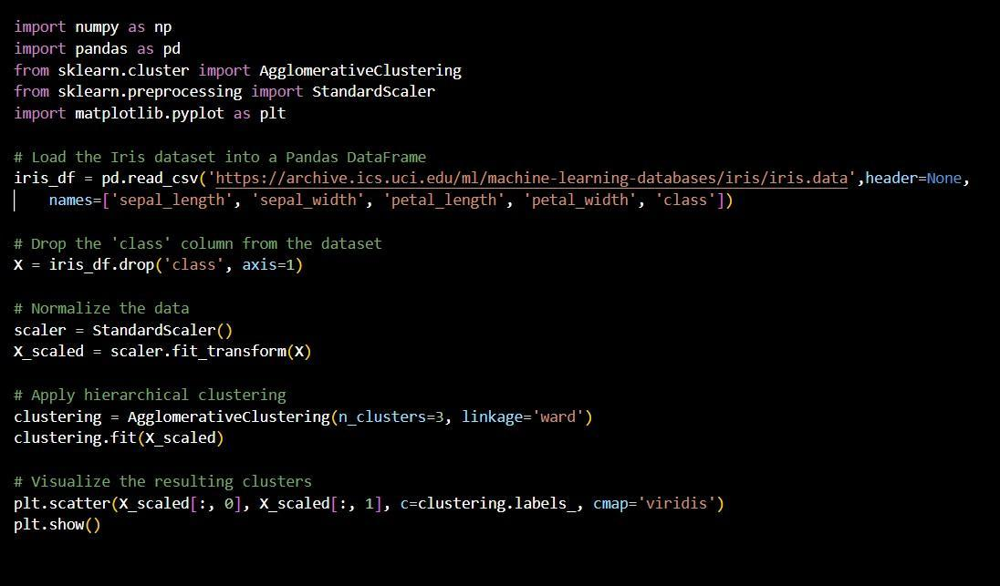 import numpy as np
import pandas as pd
from sklearn.cluster import AgglomerativeClustering
from sklearn.preprocessing import StandardScaler
import matplotlib.pyplot as plt

# Load the Iris dataset into a Pandas DataFrame
iris_df = pd.read_csv('https://archive.ics.uci.edu/ml/machine-learning-databases/iris/iris.data',header=None,
    names=['sepal_length', 'sepal_width', 'petal_length', 'petal_width', 'class'])

# Drop the 'class' column from the dataset
X = iris_df.drop('class', axis=1)

# Normalize the data
scaler = StandardScaler()
X_scaled = scaler.fit_transform(X)

# Apply hierarchical clustering
clustering = AgglomerativeClustering(n_clusters=3, linkage='ward')
clustering.fit(X_scaled)

# Visualize the resulting clusters
plt.scatter(X_scaled[:, 0], X_scaled[:, 1], c=clustering.labels_, cmap='viridis')
plt.show()